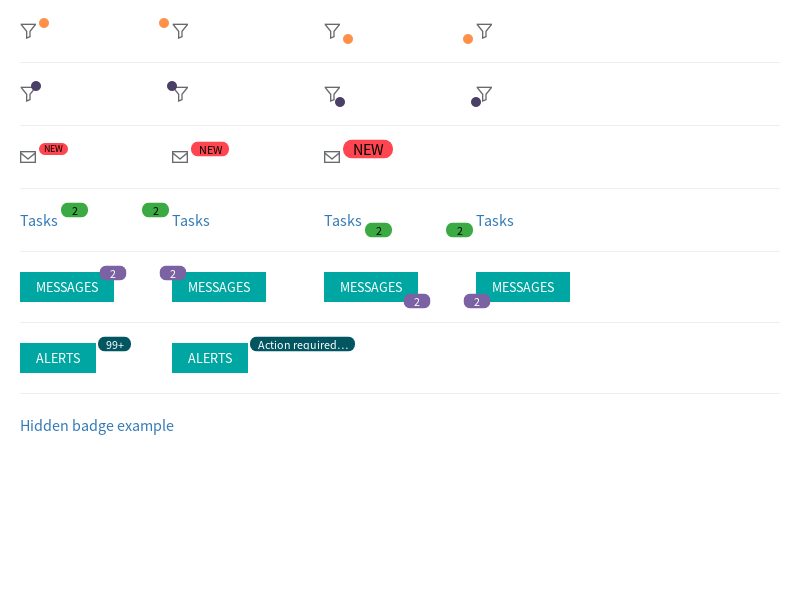 NEW NEW NEW
Tasks 2 2 Tasks Tasks 2 2 Tasks
MESSAGES 2 2 MESSAGES MESSAGES 2 2 MESSAGES
ALERTS 99+ ALERTS Action required…
Hidden badge example